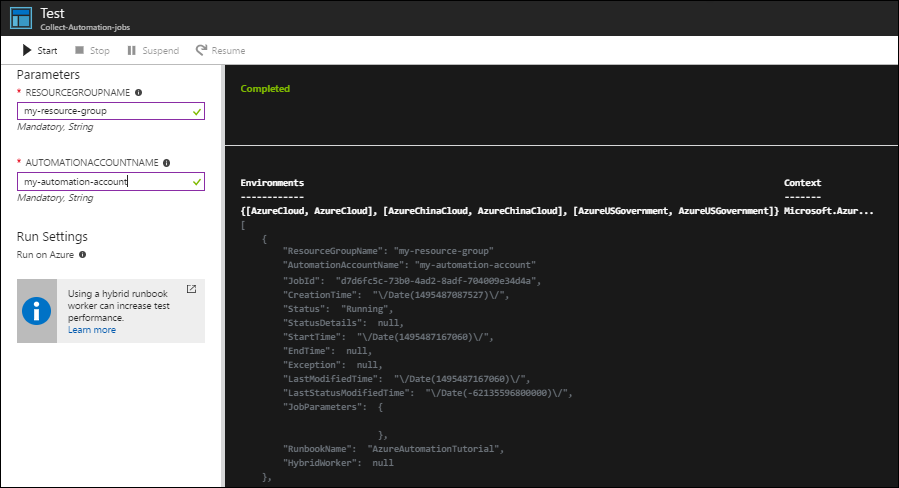 Test
Collect-Automation-jobs
Start Stop Suspend Resume
Parameters
* RESOURCEGROUPNAME
my-resource-group
Mandatory, String
* AUTOMATIONACCOUNTNAME
my-automation-account
Mandatory, String
Run Settings
Run on Azure
Using a hybrid runbook
worker can increase test
performance.
Learn more
Completed
Environments Context
------------ -------
{[AzureCloud, AzureCloud], [AzureChinaCloud, AzureChinaCloud], [AzureUSGovernment, AzureUSGovernment]} Microsoft.Azur...
[
{
"ResourceGroupName": "my-resource-group"
"AutomationAccountName": "my-automation-account"
"JobId": "d7d6fc5c-73b0-4ad2-8adf-704009e34d4a",
"CreationTime": "\/Date(1495487087527)\/",
"Status": "Running",
"StatusDetails": null,
"StartTime": "\/Date(1495487167060)\/",
"EndTime": null,
"Exception": null,
"LastModifiedTime": "\/Date(1495487167060)\/",
"LastStatusModifiedTime": "\/Date(-62135596800000)\/",
"JobParameters": {
},
"RunbookName": "AzureAutomationTutorial",
"HybridWorker": null
},